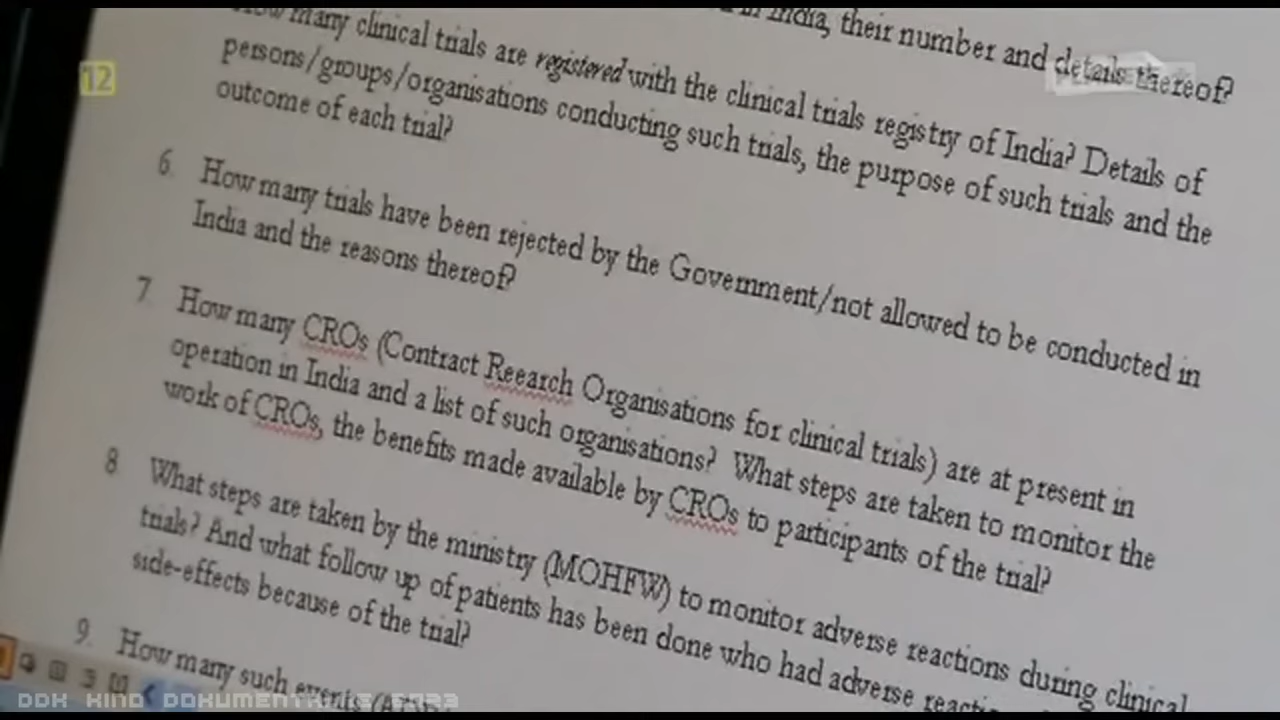 in India, their number and details thereof?
How many clinical trials are registered with the clinical trials registry of India? Details of
persons/groups/organisations conducting such trials, the purpose of such trials and the
outcome of each trial?
6. How many trials have been rejected by the Government/not allowed to be conducted in
India and the reasons thereof?
7. How many CROs (Contract Reearch Organisations for clinical trials) are at present in
operation in India and a list of such organisations? What steps are taken to monitor the
work of CROs, the benefits made available by CROs to participants of the trial?
8. What steps are taken by the ministry (MOHFW) to monitor adverse reactions during clinical
trials? And what follow up of patients has been done who had adverse
side-effects because of the trial?
9. How many such events
12
DDK KINO